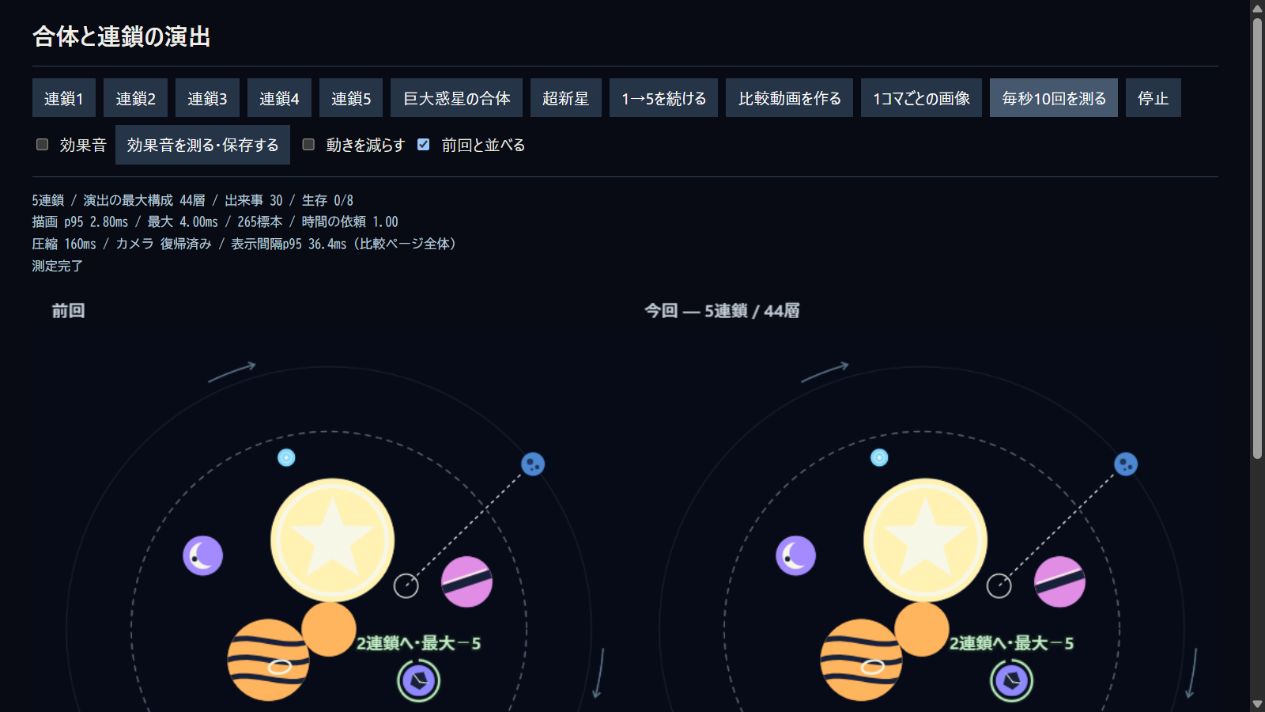 合体と連鎖の演出
連鎖1 連鎖2 連鎖3 連鎖4 連鎖5 巨大惑星の合体 超新星 1→5を続ける 比較動画を作る 1コマごとの画像 毎秒10回を測る 停止
効果音 効果音を測る・保存する 動きを減らす 前回と並べる
5連鎖 / 演出の最大構成 44層 / 出来事 30 / 生存 0/8
描画 p95 2.80ms / 最大 4.00ms / 265標本 / 時間の依頼 1.00
圧縮 160ms / カメラ 復帰済み / 表示間隔p95 36.4ms (比較ページ全体)
測定完了
前回 今回 — 5連鎖 / 44層
2連鎖へ・最大−5 2連鎖へ・最大−5